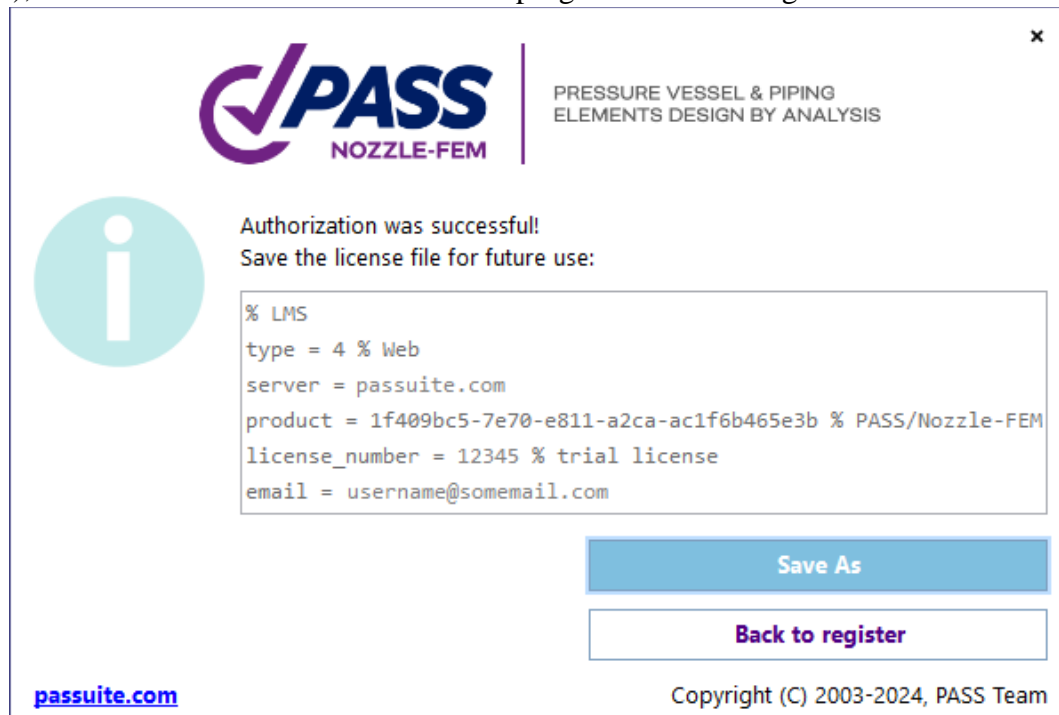 ×
PASS
NOZZLE-FEM
PRESSURE VESSEL & PIPING
ELEMENTS DESIGN BY ANALYSIS
Authorization was successful!
Save the license file for future use:
% LMS
type = 4 % Web
server = passuite.com
product = 1f409bc5-7e70-e811-a2ca-ac1f6b465e3b % PASS/Nozzle-FEM
license_number = 12345 % trial license
email = username@somemail.com
Save As
Back to register
passuite.com
Copyright (C) 2003-2024, PASS Team